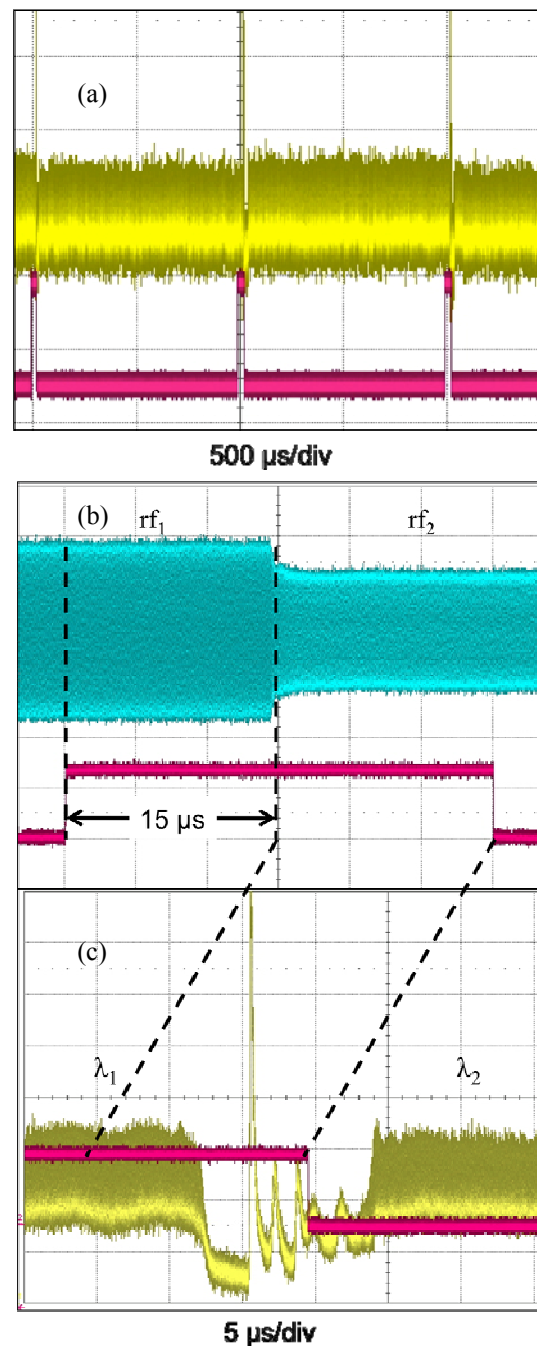 (a)
500 µs/div
(b) rf₁ rf₂
15 µs
(c)
λ₁ λ₂
5 µs/div